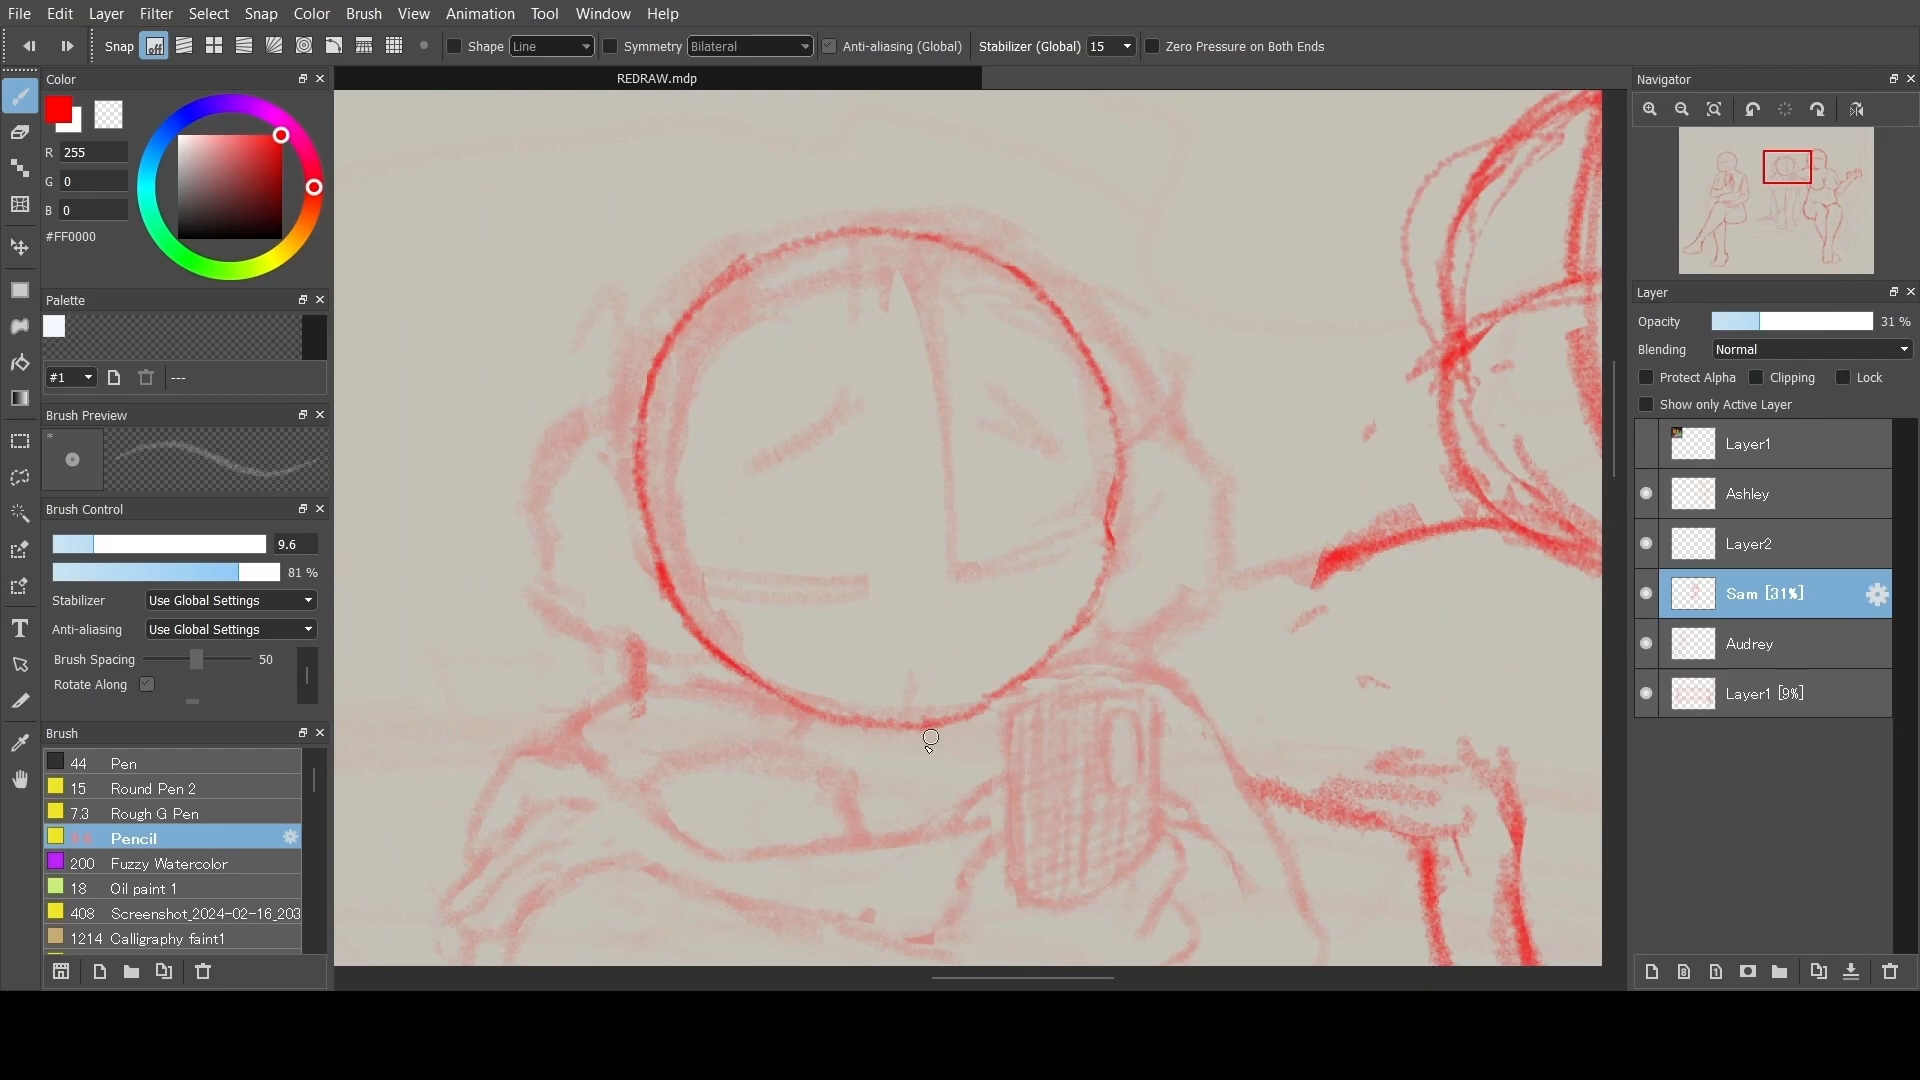 File Edit Layer Filter Select Snap Color Brush View Animation Tool Window Help
Snap off Shape Line Symmetry Bilateral Anti-aliasing (Global) Stabilizer (Global) 15 Zero Pressure on Both Ends
Color
R 255
G 0
B 0
#FF0000
Palette
#1 ---
Brush Preview
*
Brush Control
9.6
81 %
Stabilizer Use Global Settings
Anti-aliasing Use Global Settings
Brush Spacing 50
Rotate Along
Brush
44 Pen
15 Round Pen 2
7.3 Rough G Pen
9.6 Pencil
200 Fuzzy Watercolor
18 Oil paint 1
408 Screenshot_2024-02-16_203
1214 Calligraphy faint1
REDRAW.mdp
Navigator
Layer
Opacity 31 %
Blending Normal
Protect Alpha Clipping Lock
Show only Active Layer
Layer1
Ashley
Layer2
Sam [31%]
Audrey
Layer1 [9%]